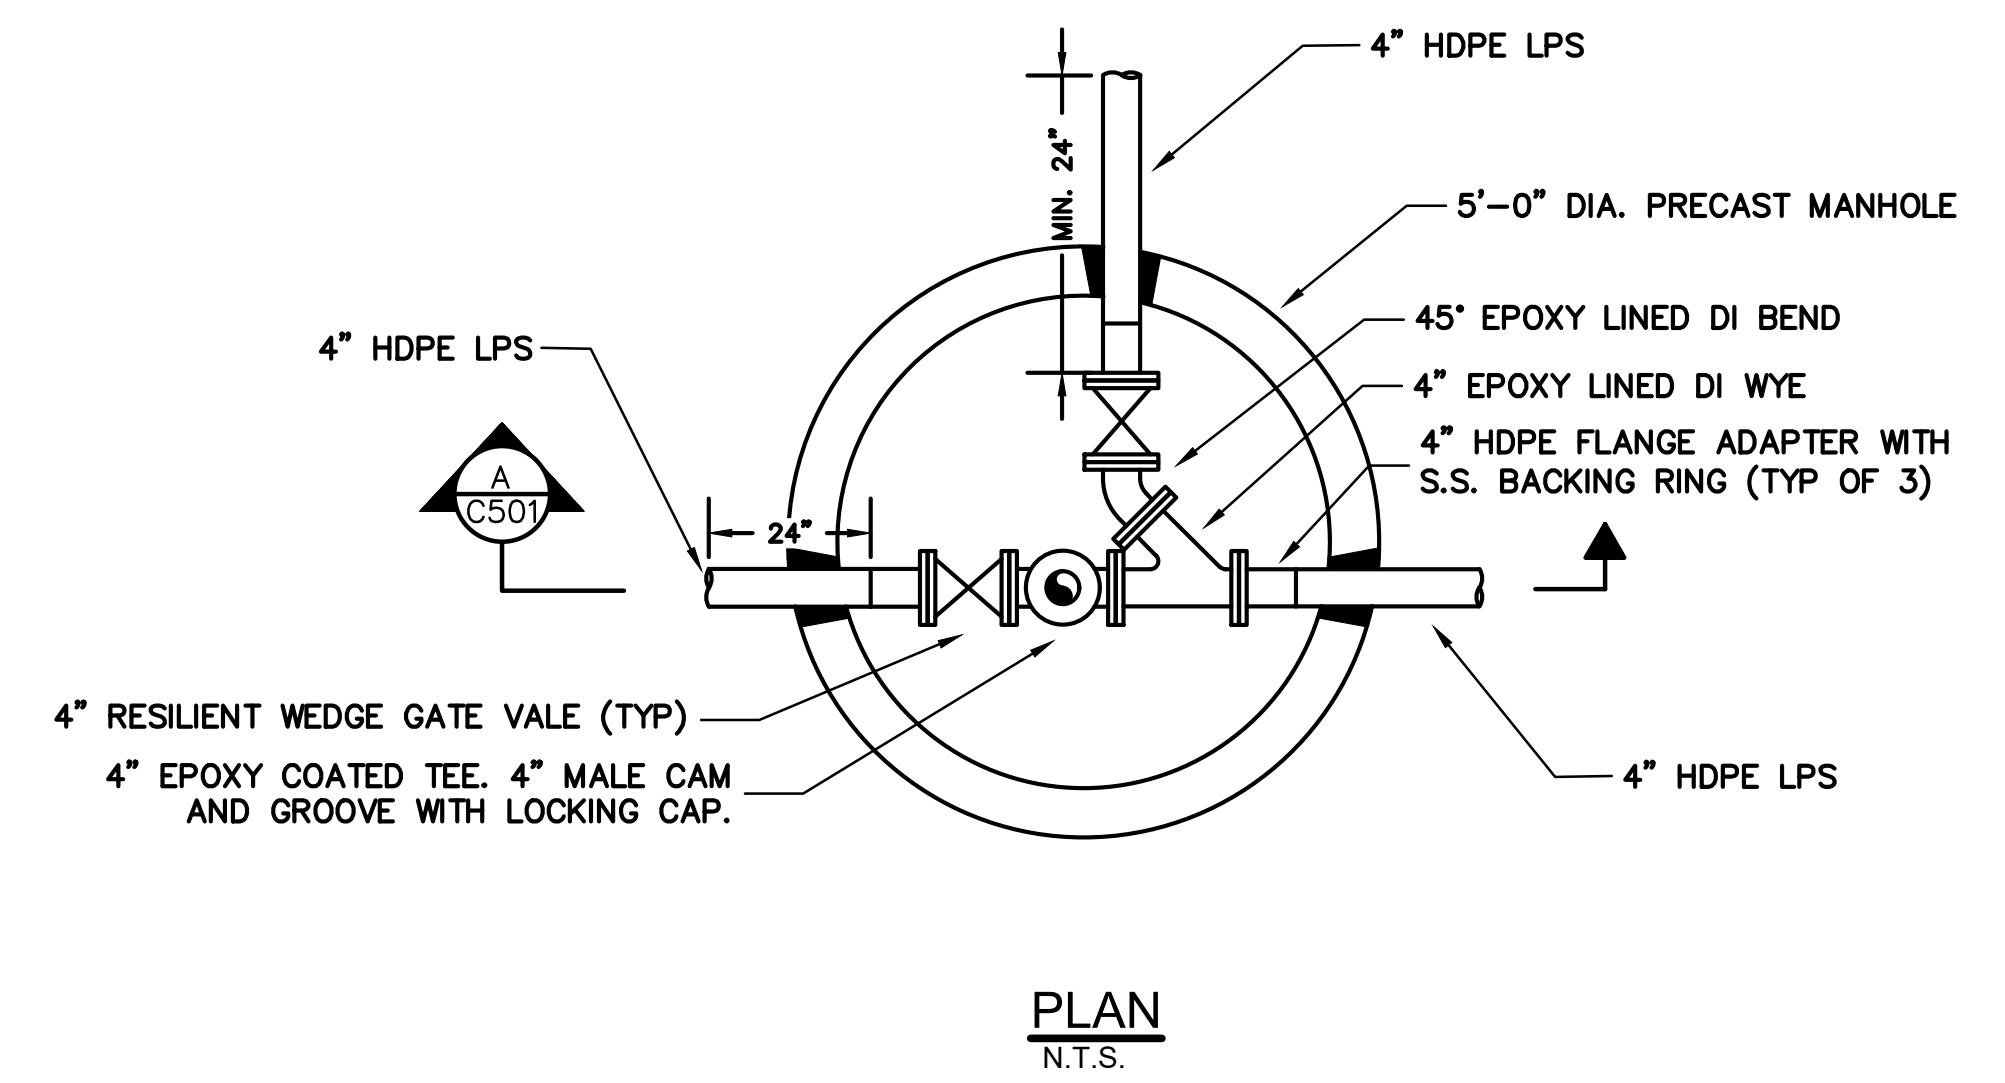 4” HDPE LPS
MIN. 24”
5’-0” DIA. PRECAST MANHOLE
45° EPOXY LINED DI BEND
4” HDPE LPS
4” EPOXY LINED DI WYE
4” HDPE FLANGE ADAPTER WITH
S.S. BACKING RING (TYP OF 3)
A
C501
24”
4” RESILIENT WEDGE GATE VALE (TYP)
4” EPOXY COATED TEE. 4” MALE CAM
AND GROOVE WITH LOCKING CAP.
4” HDPE LPS
PLAN
N.T.S.